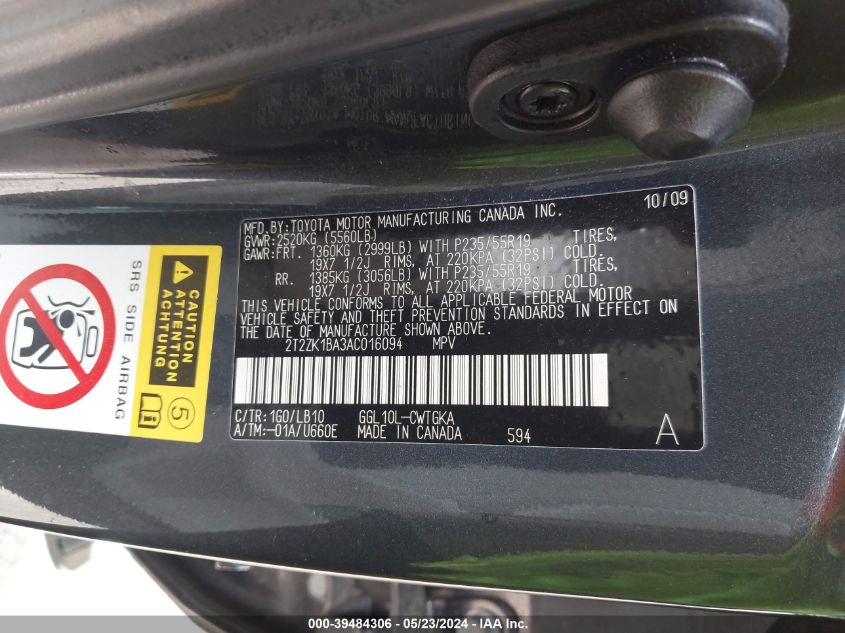 MFD. BY: TOYOTA MOTOR MANUFACTURING CANADA INC. 10/09
GVWR: 2520KG (5560LB)
GAWR: FRT. 1360KG (2999LB) WITH P235/55R19 TIRES,
19X7 1/2J RIMS, AT 220KPA (32PSI) COLD.
RR. 1385KG (3056LB) WITH P235/55R19 TIRES,
19X7 1/2J RIMS, AT 220KPA (32PSI) COLD.
THIS VEHICLE CONFORMS TO ALL APPLICABLE FEDERAL MOTOR
VEHICLE SAFETY AND THEFT PREVENTION STANDARDS IN EFFECT ON
THE DATE OF MANUFACTURE SHOWN ABOVE.
2T2ZK1BA3AC016094 MPV
C/TR: 1G0/LB10 GGL10L-CWTGKA
A/TM: -01A/U660E MADE IN CANADA 594 A
SRS SIDE AIRBAG
CAUTION
ATTENTION
ACHTUNG
5
000-39484306 - 05/23/2024 - IAA Inc.